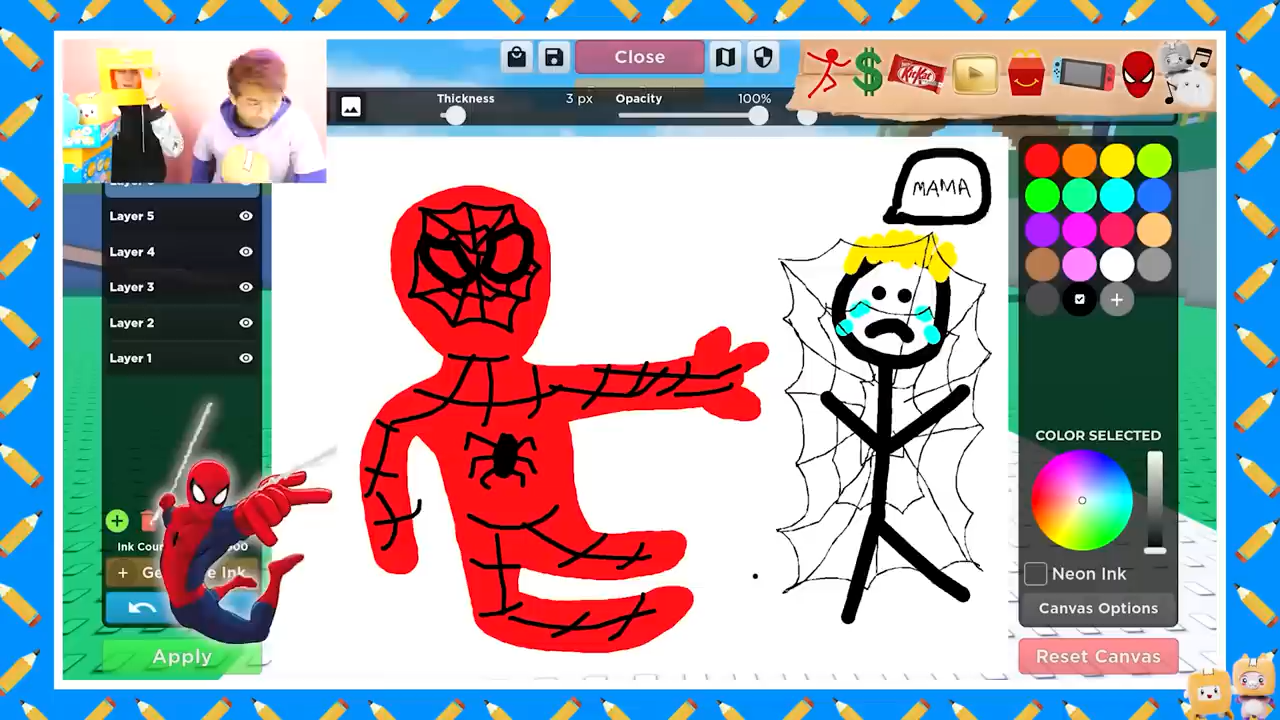 Close
KitKat
Thickness
3 px
Opacity
100%
MAMA
Layer 5
Layer 4
Layer 3
Layer 2
Layer 1
COLOR SELECTED
Neon Ink
Canvas Options
Apply
Reset Canvas